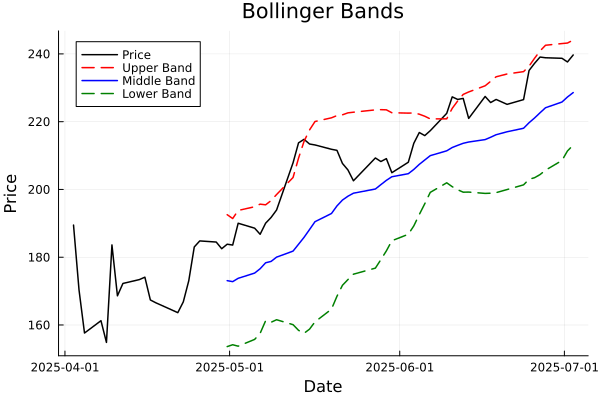 Bollinger Bands
Price
Upper Band
Middle Band
Lower Band
240
220
200
180
160
Price
2025-04-01
2025-05-01
2025-06-01
2025-07-01
Date